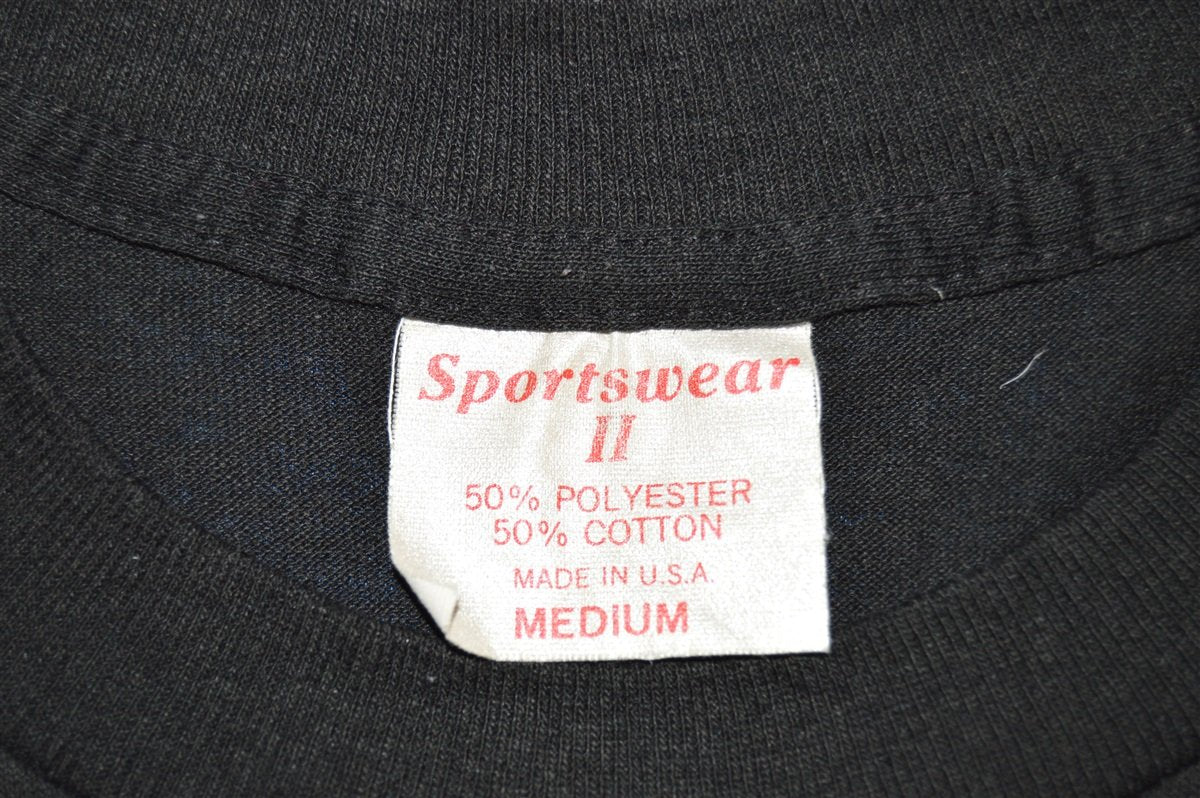 Sportswear
II
50% POLYESTER
50% COTTON
MADE IN U.S.A.
MEDIUM